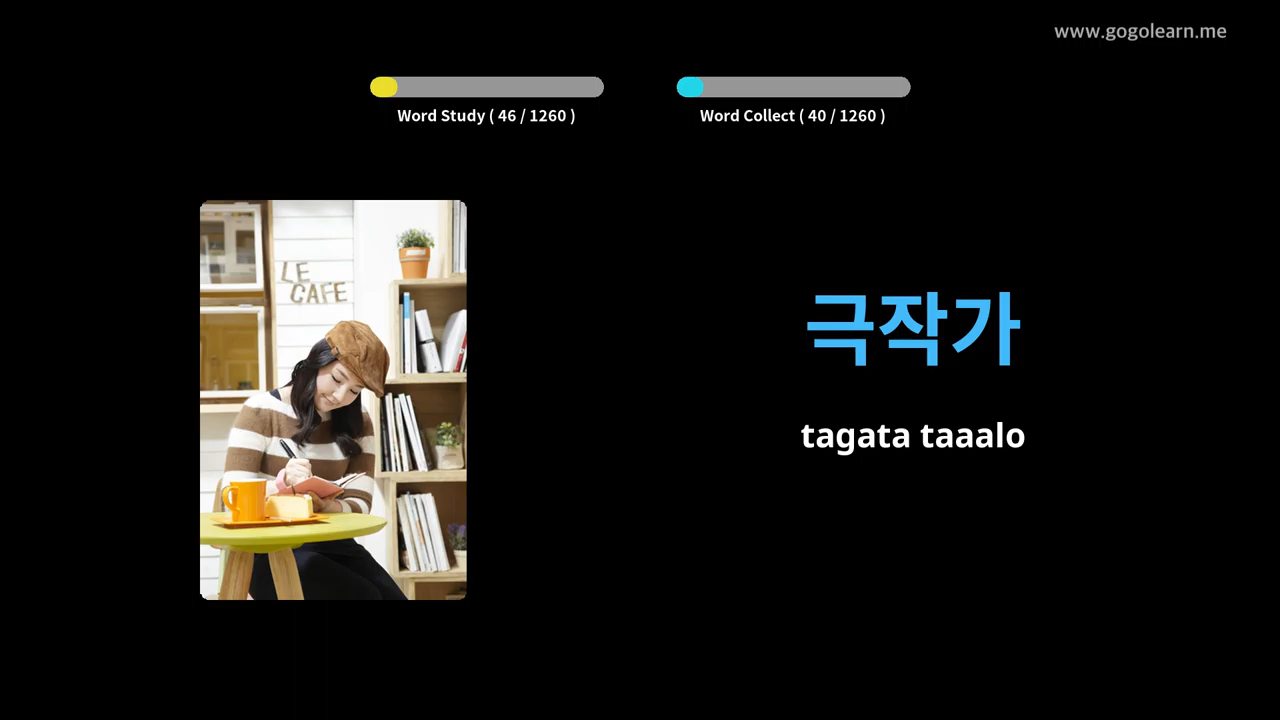 www.gogolearn.me
Word Study ( 46 / 1260 )
Word Collect ( 40 / 1260 )
LE
CAFE
극작가
tagata taaalo